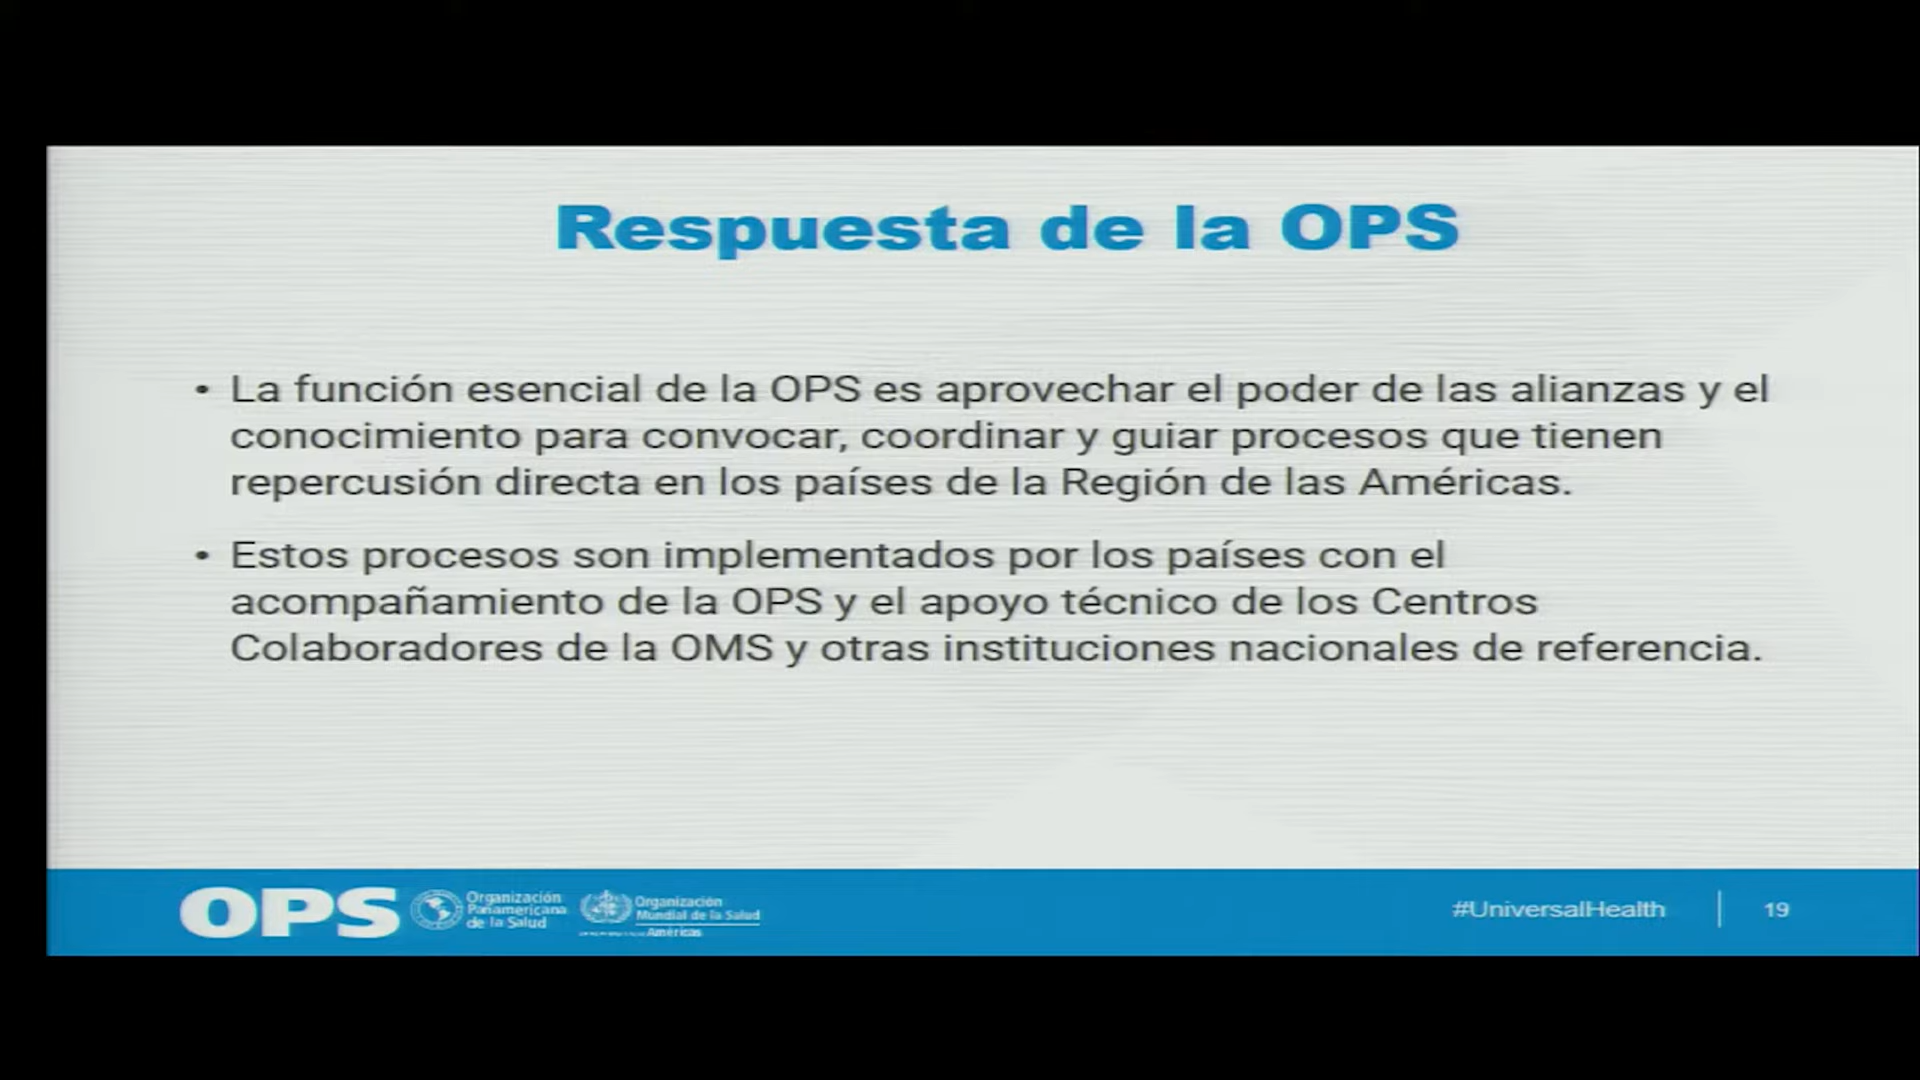 Respuesta de la OPS
• La función esencial de la OPS es aprovechar el poder de las alianzas y el
conocimiento para convocar, coordinar y guiar procesos que tienen
repercusión directa en los países de la Región de las Américas.
• Estos procesos son implementados por los países con el
acompañamiento de la OPS y el apoyo técnico de los Centros
Colaboradores de la OMS y otras instituciones nacionales de referencia.
OPS
Organización
Panamericana
de la Salud
Organización
Mundial de la Salud
Américas
#UniversalHealth
19